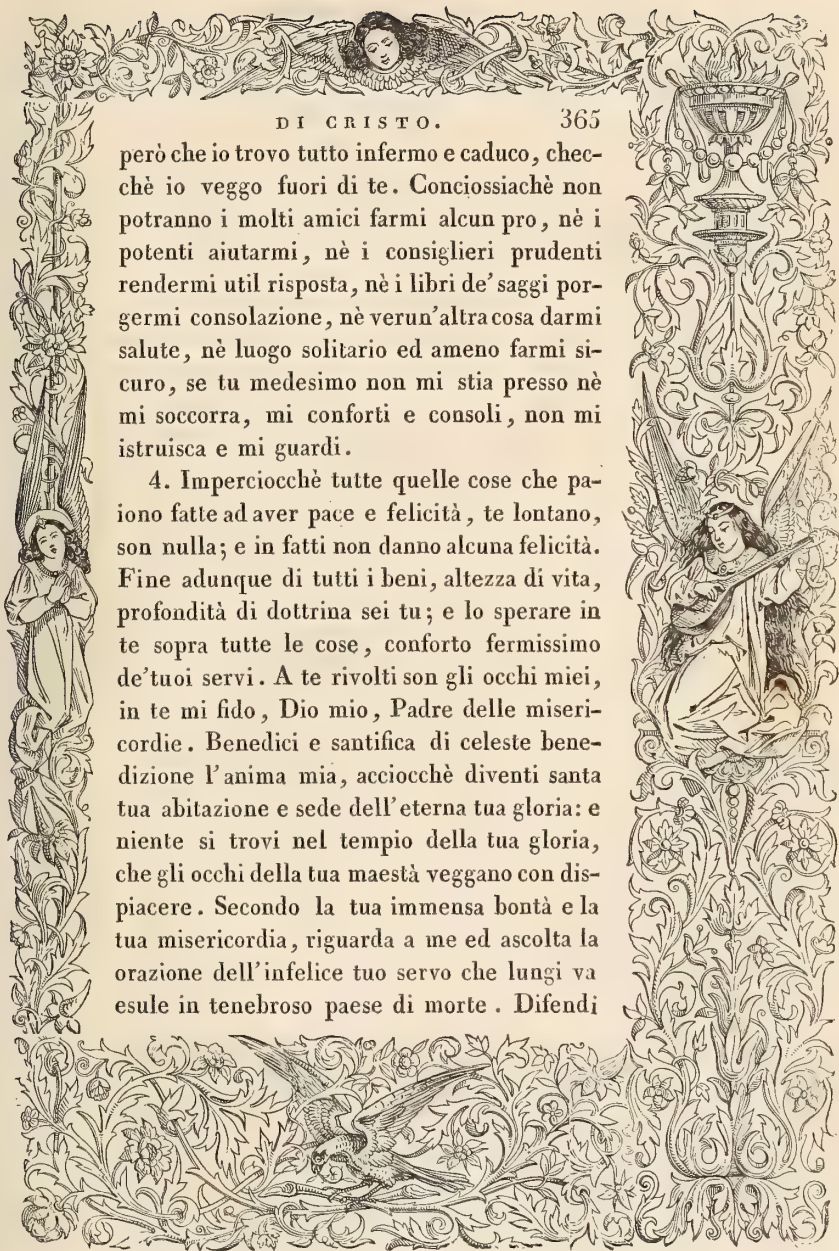 DI CRISTO. 365
però che io trovo tutto infermo e caduco, chec-
chè io veggo fuori di te. Conciossiachè non
potranno i molti amici farmi alcun pro, nè i
potenti aiutarmi, nè i consiglieri prudenti
rendermi util risposta, nè i libri de' saggi por-
germi consolazione, nè verun'altra cosa darmi
salute, nè luogo solitario ed ameno farmi si-
curo, se tu medesimo non mi stia presso nè
mi soccorra, mi conforti e consoli, non mi
istruisca e mi guardi.
4. Imperciocchè tutte quelle cose che pa-
iono fatte ad aver pace e felicità, te lontano,
son nulla; e in fatti non danno alcuna felicità.
Fine adunque di tutti i beni, altezza di vita,
profondità di dottrina sei tu; e lo sperare in
te sopra tutte le cose, conforto fermissimo
de'tuoi servi. A te rivolti son gli occhi miei,
in te mi fido, Dio mio, Padre delle miseri-
cordie. Benedici e santifica di celeste bene-
dizione l'anima mia, acciocchè diventi santa
tua abitazione e sede dell'eterna tua gloria: e
niente si trovi nel tempio della tua gloria,
che gli occhi della tua maestà veggano con dis-
piacere. Secondo la tua immensa bontà e la
tua misericordia, riguarda a me ed ascolta la
orazione dell'infelice tuo servo che lungi va
esule in tenebroso paese di morte. Difendi